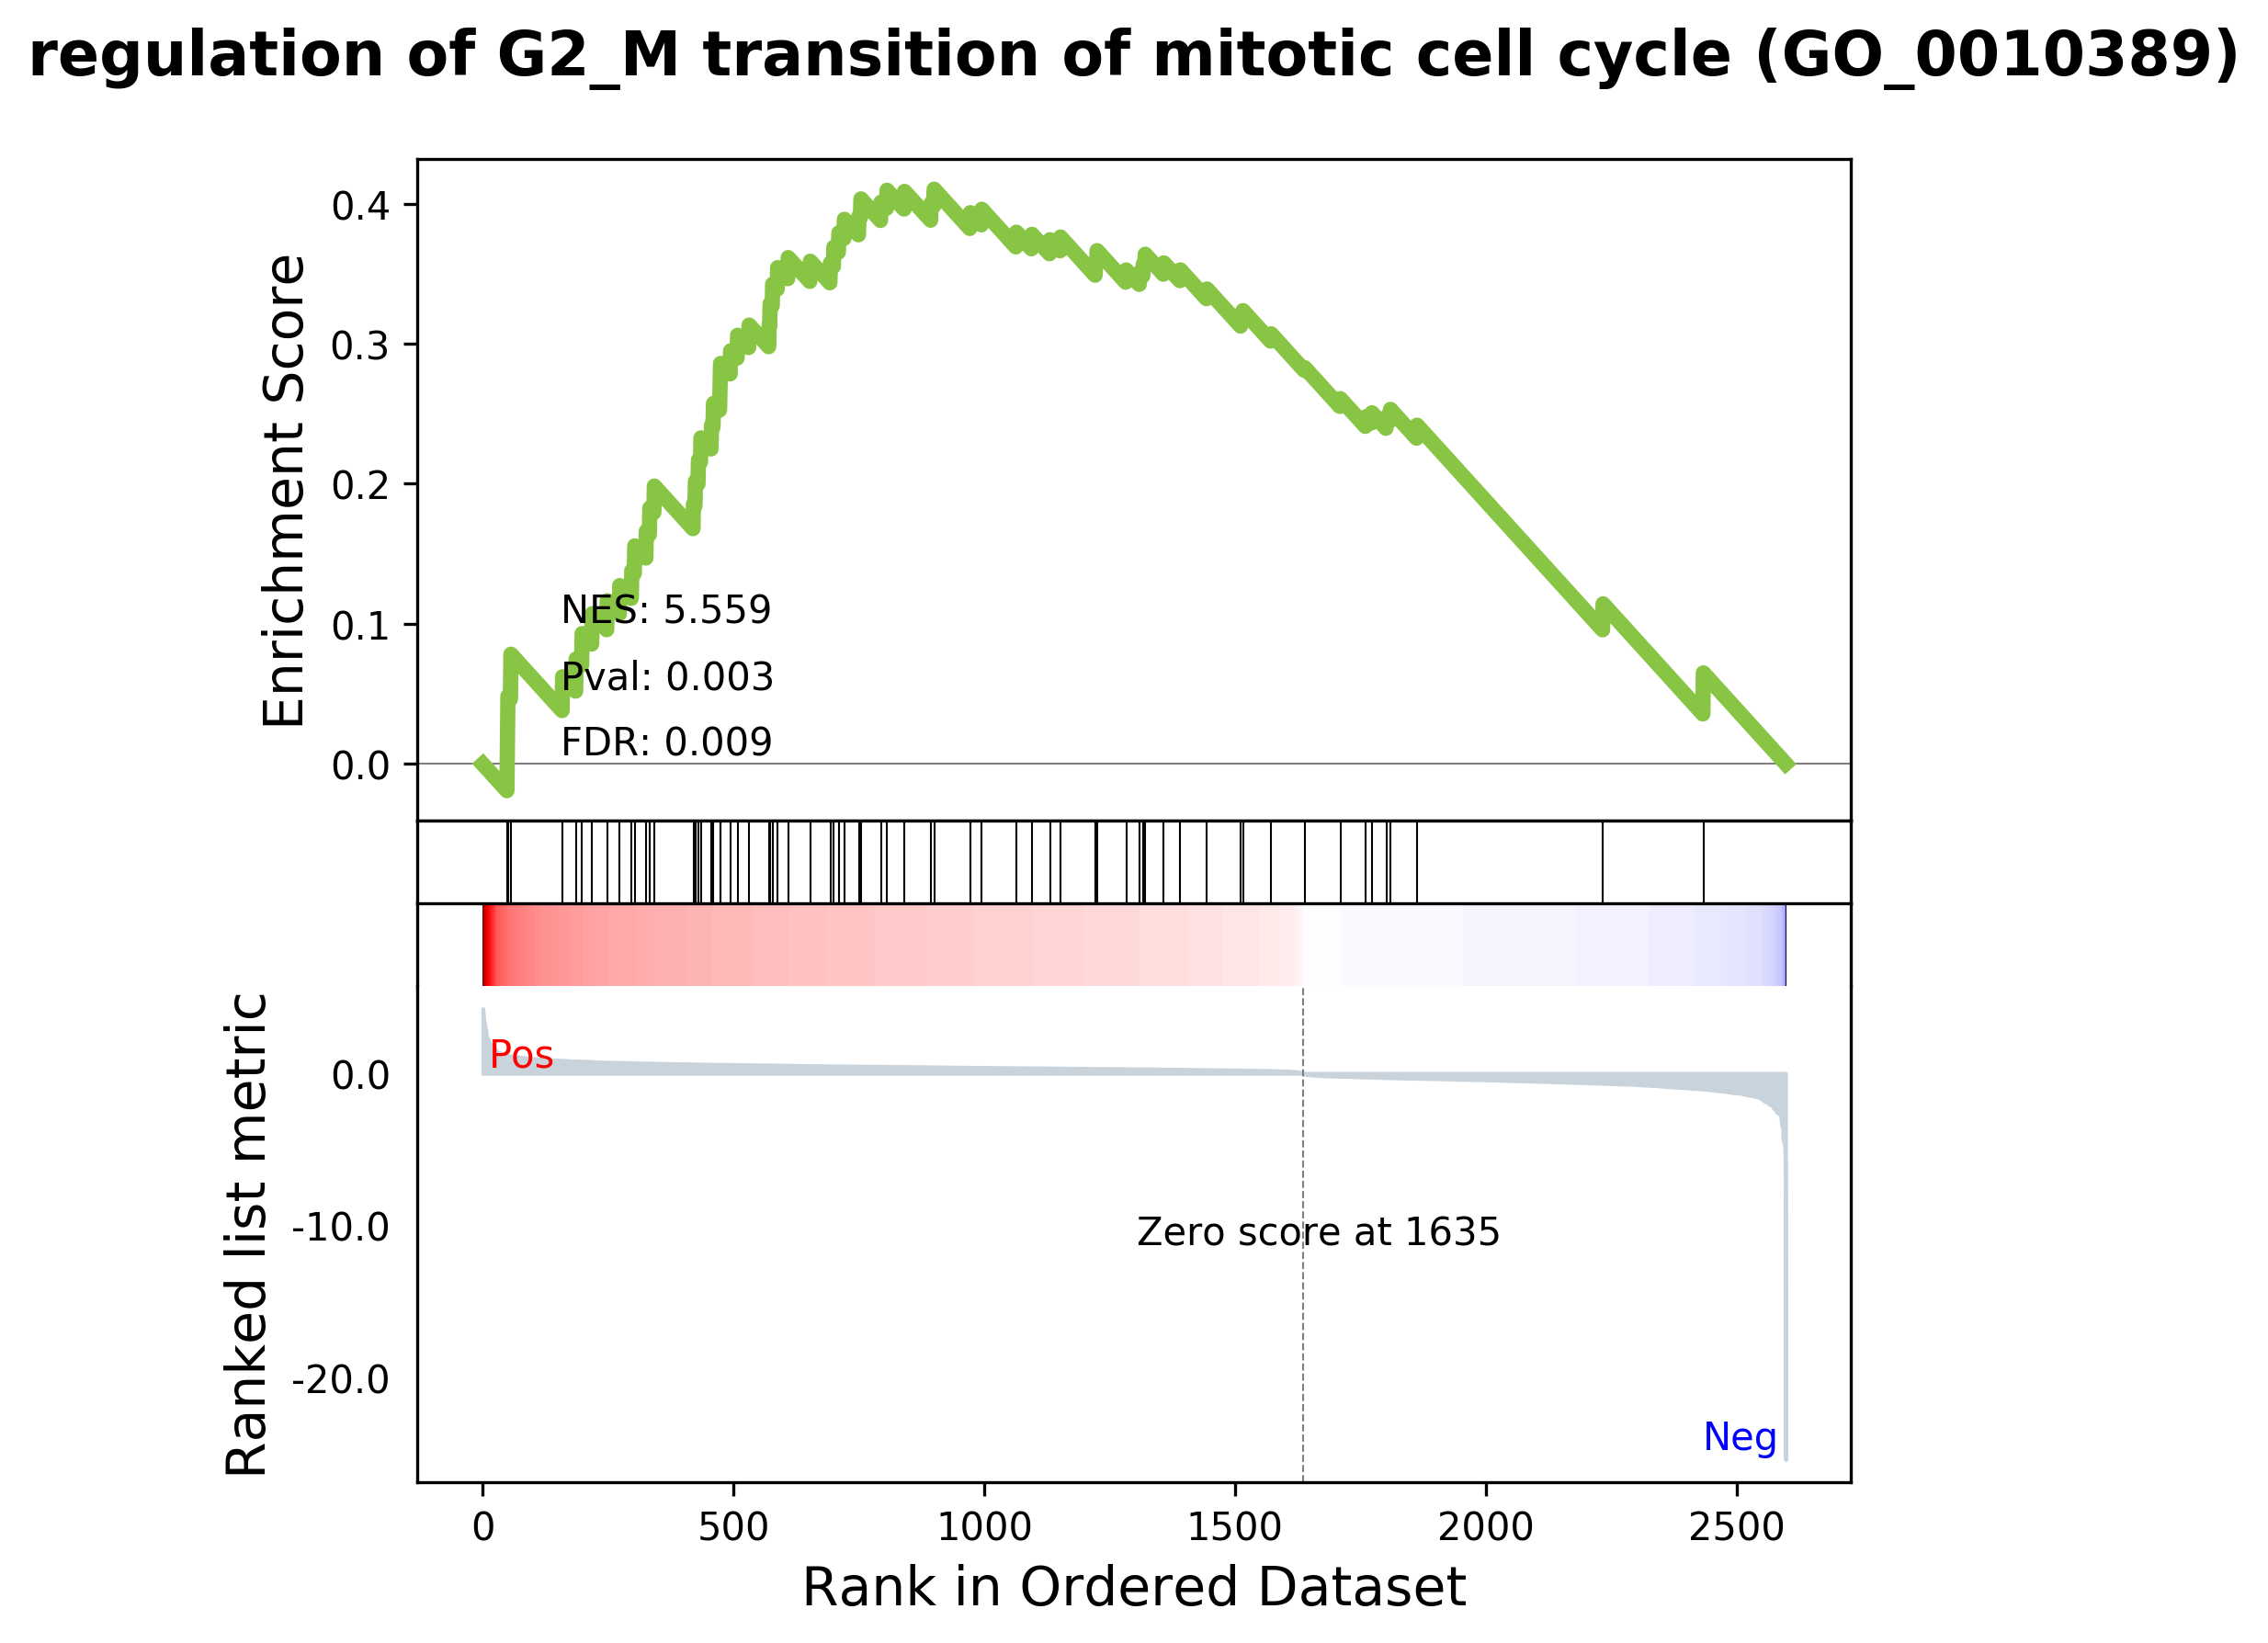 regulation of G2_M transition of mitotic cell cycle (GO_0010389)
Enrichment Score
0.4
0.3
0.2
0.1
0.0
NES: 5.559
Pval: 0.003
FDR: 0.009
Ranked list metric
0.0
-10.0
-20.0
Pos
Zero score at 1635
Neg
0 500 1000 1500 2000 2500
Rank in Ordered Dataset